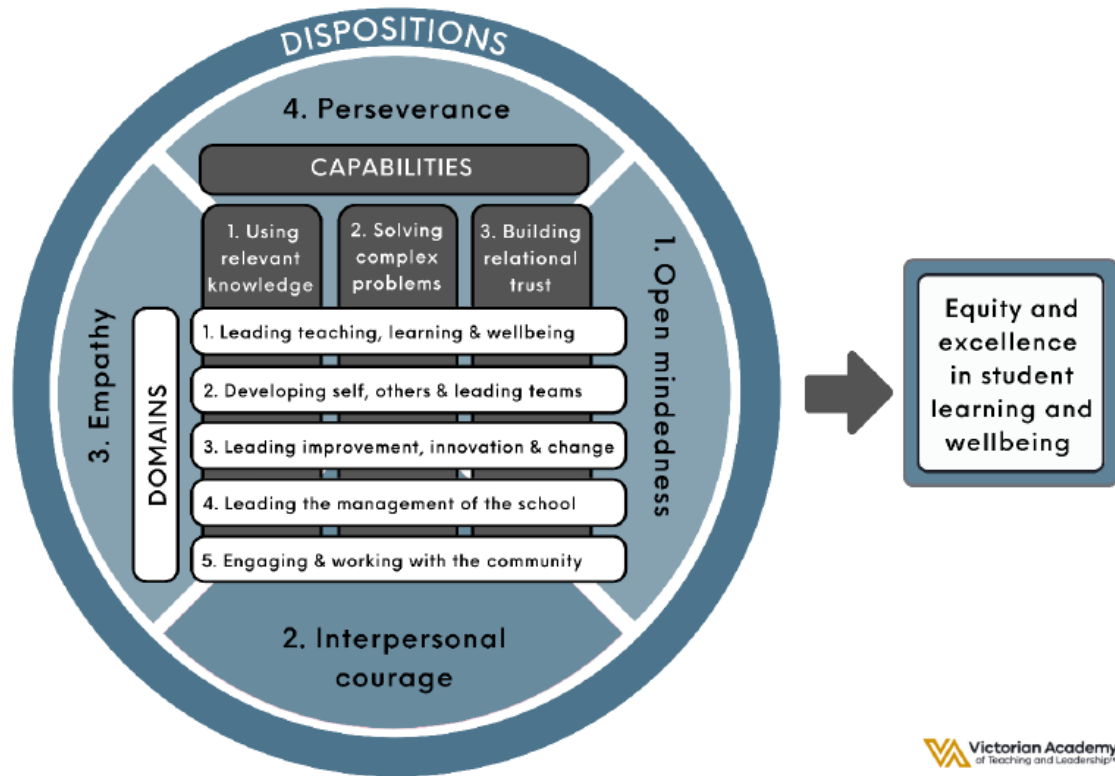 DISPOSITIONS
4. Perseverance
CAPABILITIES
1. Using
relevant
knowledge
2. Solving
complex
problems
3. Building
relational
trust
1. Open mindedness
3. Empathy
DOMAINS
1. Leading teaching, learning & wellbeing
2. Developing self, others & leading teams
3. Leading improvement, innovation & change
4. Leading the management of the school
5. Engaging & working with the community
2. Interpersonal
courage
Equity and
excellence
in student
learning and
wellbeing
Victorian Academy
of Teaching and Leadership